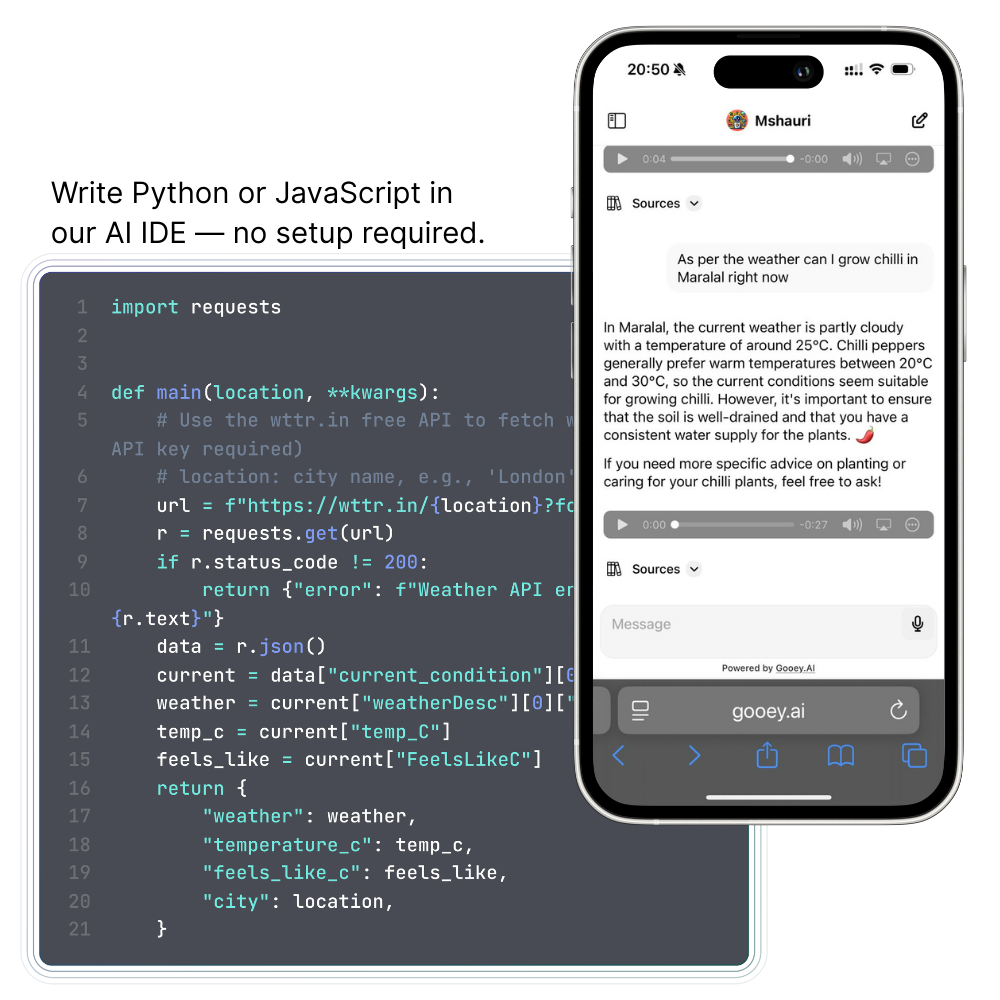 Write Python or JavaScript in
our AI IDE — no setup required.
1 import requests
2
3
4 def main(location, **kwargs):
5 # Use the wttr.in free API to fetch
API key required)
6 # location: city name, e.g., 'London'
7 url = f"https://wttr.in/{location}?fo
8 r = requests.get(url)
9 if r.status_code != 200:
10 return {"error": f"Weather API er
{r.text}"}
11 data = r.json()
12 current = data["current_condition"][0
13 weather = current["weatherDesc"][0]["
14 temp_c = current["temp_C"]
15 feels_like = current["FeelsLikeC"]
16 return {
17 "weather": weather,
18 "temperature_c": temp_c,
19 "feels_like_c": feels_like,
20 "city": location,
21 }
20:50
Mshauri
0:04 -0:00
Sources
As per the weather can I grow chilli in
Maralal right now
In Maralal, the current weather is partly cloudy
with a temperature of around 25°C. Chilli peppers
generally prefer warm temperatures between 20°C
and 30°C, so the current conditions seem suitable
for growing chilli. However, it's important to ensure
that the soil is well-drained and that you have a
consistent water supply for the plants. 🌶️
If you need more specific advice on planting or
caring for your chilli plants, feel free to ask!
0:00 -0:27
Sources
Message
Powered by Gooey.AI
gooey.ai